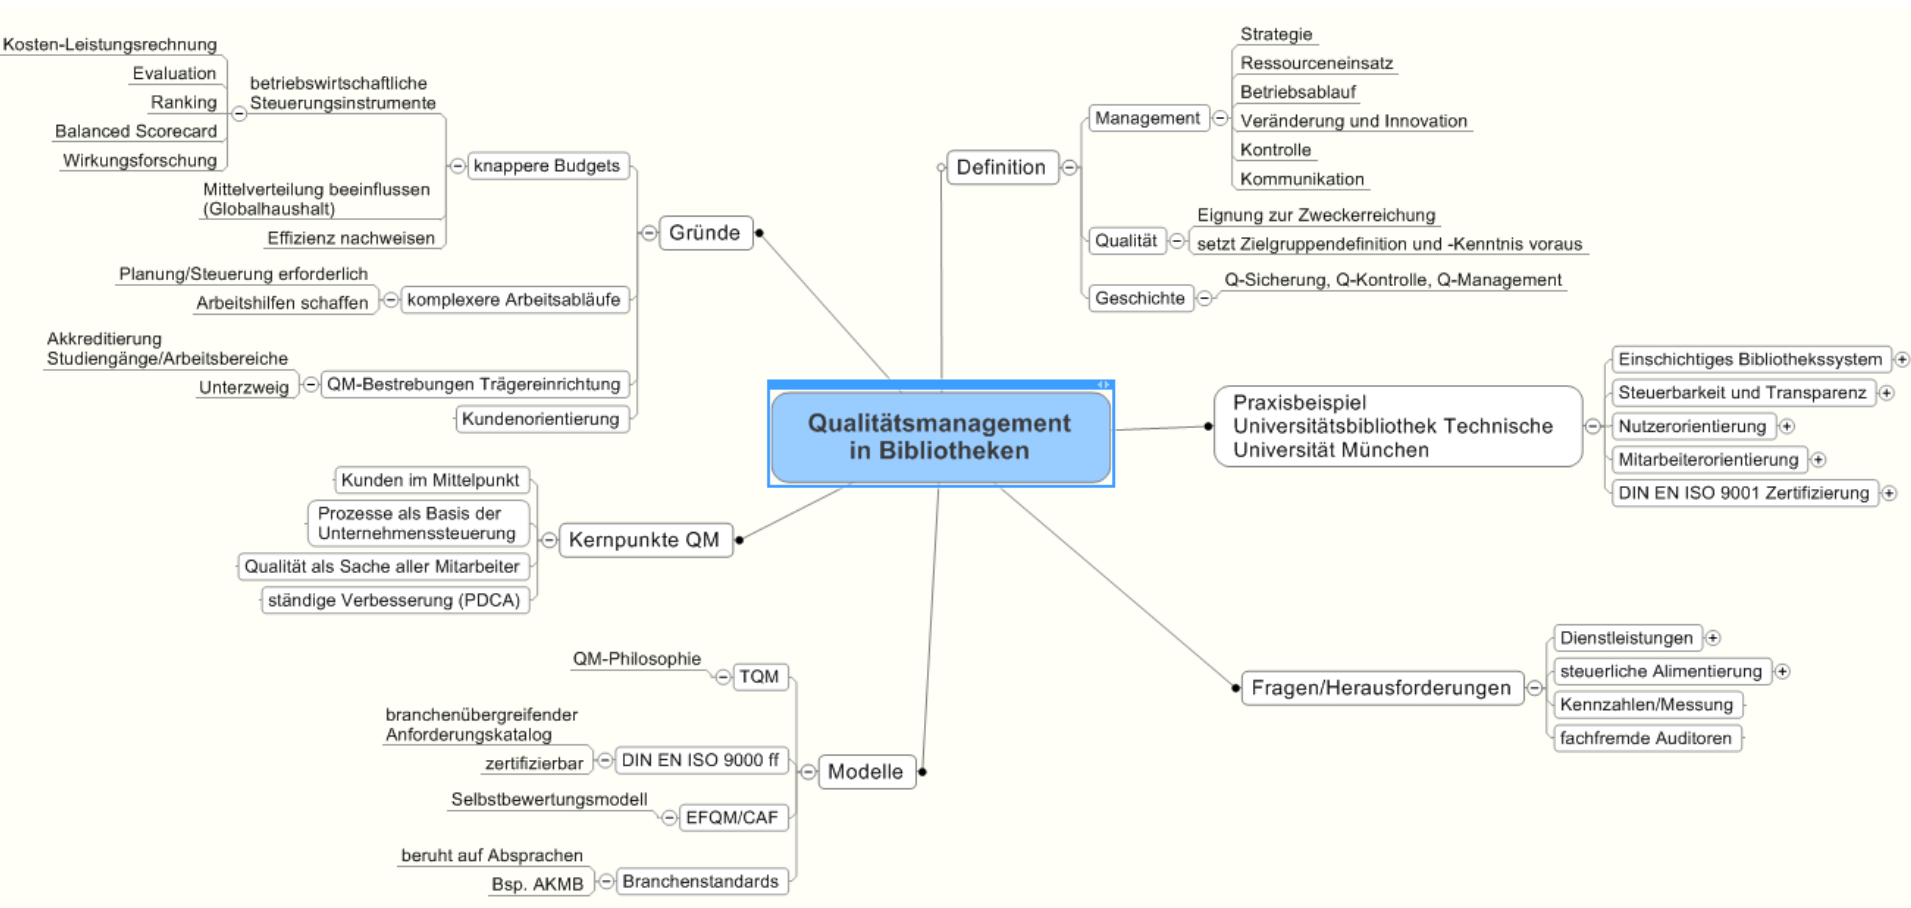 Qualitätsmanagement
in Bibliotheken
Definition
Management
Strategie
Ressourceneinsatz
Betriebsablauf
Veränderung und Innovation
Kontrolle
Kommunikation
Qualität
Eignung zur Zweckerreichung
setzt Zielgruppendefinition und -Kenntnis voraus
Geschichte
Q-Sicherung, Q-Kontrolle, Q-Management
Praxisbeispiel
Universitätsbibliothek Technische
Universität München
Einschichtiges Bibliothekssystem
Steuerbarkeit und Transparenz
Nutzerorientierung
Mitarbeiterorientierung
DIN EN ISO 9001 Zertifizierung
Fragen/Herausforderungen
Dienstleistungen
steuerliche Alimentierung
Kennzahlen/Messung
fachfremde Auditoren
Gründe
knappere Budgets
betriebswirtschaftliche
Steuerungsinstrumente
Kosten-Leistungsrechnung
Evaluation
Ranking
Balanced Scorecard
Wirkungsforschung
Mittelverteilung beeinflussen
(Globalhaushalt)
Effizienz nachweisen
komplexere Arbeitsabläufe
Planung/Steuerung erforderlich
Arbeitshilfen schaffen
QM-Bestrebungen Trägereinrichtung
Akkreditierung
Studiengänge/Arbeitsbereiche
Unterzweig
Kundenorientierung
Kernpunkte QM
Kunden im Mittelpunkt
Prozesse als Basis der
Unternehmenssteuerung
Qualität als Sache aller Mitarbeiter
ständige Verbesserung (PDCA)
Modelle
TQM
QM-Philosophie
DIN EN ISO 9000 ff
branchenübergreifender
Anforderungskatalog
zertifizierbar
EFQM/CAF
Selbstbewertungsmodell
Branchenstandards
beruht auf Absprachen
Bsp. AKMB